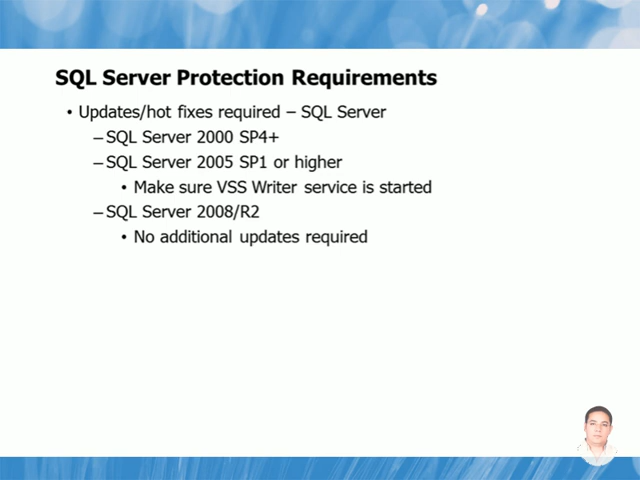 SQL Server Protection Requirements
• Updates/hot fixes required – SQL Server
– SQL Server 2000 SP4+
– SQL Server 2005 SP1 or higher
• Make sure VSS Writer service is started
– SQL Server 2008/R2
• No additional updates required